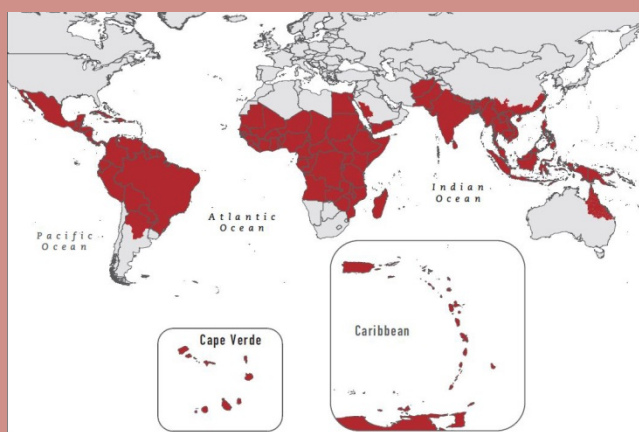 Indian
Ocean
Atlantic
Ocean
Pacific
Ocean
Cape Verde
Caribbean